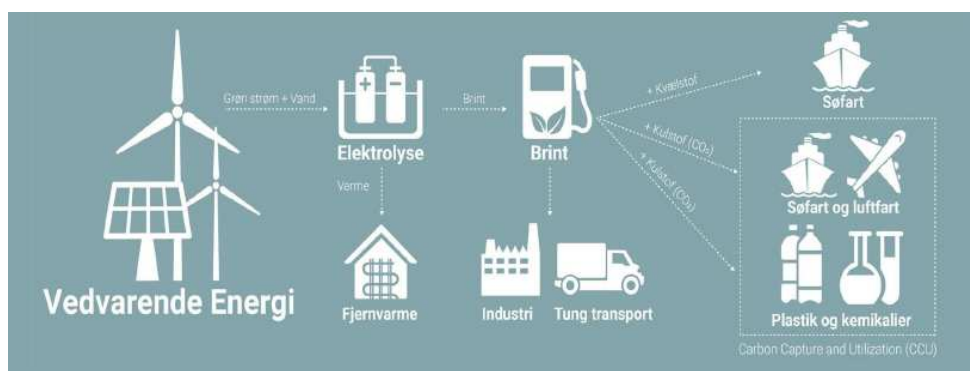 Grøn strøm + Vand
Elektrolyse
Brint
Brint
+ Kvælstof
Søfart
+ Kulstof (CO₂)
+ Kulstof (CO₂)
Søfart og luftfart
Varme
Vedvarende Energi
Fjernvarme
Industri
Tung transport
Plastik og kemikalier
Carbon Capture and Utilization (CCU)